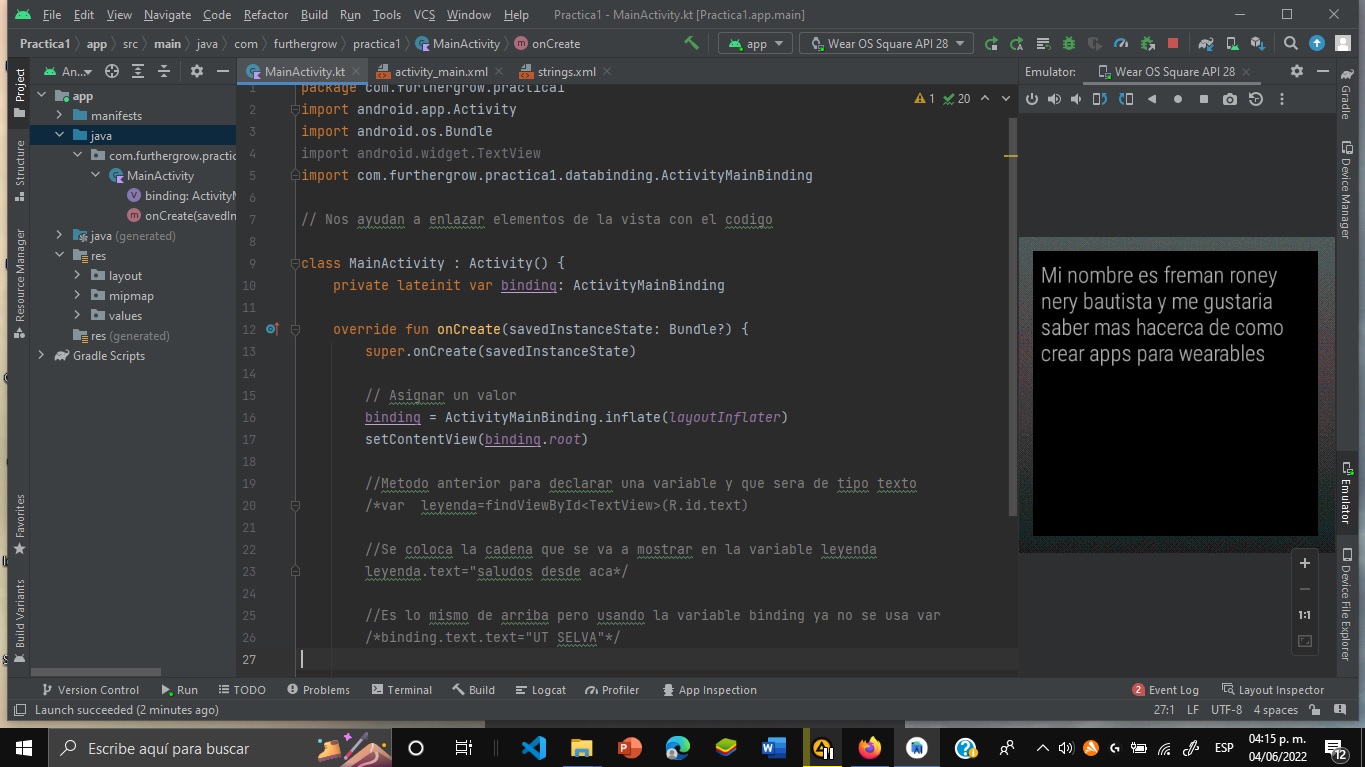 File Edit View Navigate Code Refactor Build Run Tools VCS Window Help Practica1 - MainActivity.kt [Practica1.app.main]
Practica1 app src main java com furthergrow practica1 MainActivity onCreate app Wear OS Square API 28
Project
Structure
Resource Manager
Favorites
Build Variants
An...
app
manifests
java
com.furthergrow.practic
MainActivity
binding: ActivityM
onCreate(savedIn
java (generated)
res
layout
mipmap
values
res (generated)
Gradle Scripts
MainActivity.kt activity_main.xml strings.xml
1 20
1 package com.furthergrow.practica1
2 import android.app.Activity
3 import android.os.Bundle
4 import android.widget.TextView
5 import com.furthergrow.practica1.databinding.ActivityMainBinding
6
7 // Nos ayudan a enlazar elementos de la vista con el codigo
8
9 class MainActivity : Activity() {
10 private lateinit var binding: ActivityMainBinding
11
12 override fun onCreate(savedInstanceState: Bundle?) {
13 super.onCreate(savedInstanceState)
14
15 // Asignar un valor
16 binding = ActivityMainBinding.inflate(layoutInflater)
17 setContentView(binding.root)
18
19 //Metodo anterior para declarar una variable y que sera de tipo texto
20 /*var leyenda=findViewById<TextView>(R.id.text)
21
22 //Se coloca la cadena que se va a mostrar en la variable leyenda
23 leyenda.text="saludos desde aca*/
24
25 //Es lo mismo de arriba pero usando la variable binding ya no se usa var
26 /*binding.text.text="UT SELVA"*/
27
Emulator: Wear OS Square API 28
Mi nombre es freman roney
nery bautista y me gustaria
saber mas hacerca de como
crear apps para wearables
1:1
Gradle
Device Manager
Emulator
Device File Explorer
Version Control Run TODO Problems Terminal Build Logcat Profiler App Inspection 2 Event Log Layout Inspector
Launch succeeded (2 minutes ago) 27:1 LF UTF-8 4 spaces
Escribe aquí para buscar
ESP
04:15 p. m.
04/06/2022
12